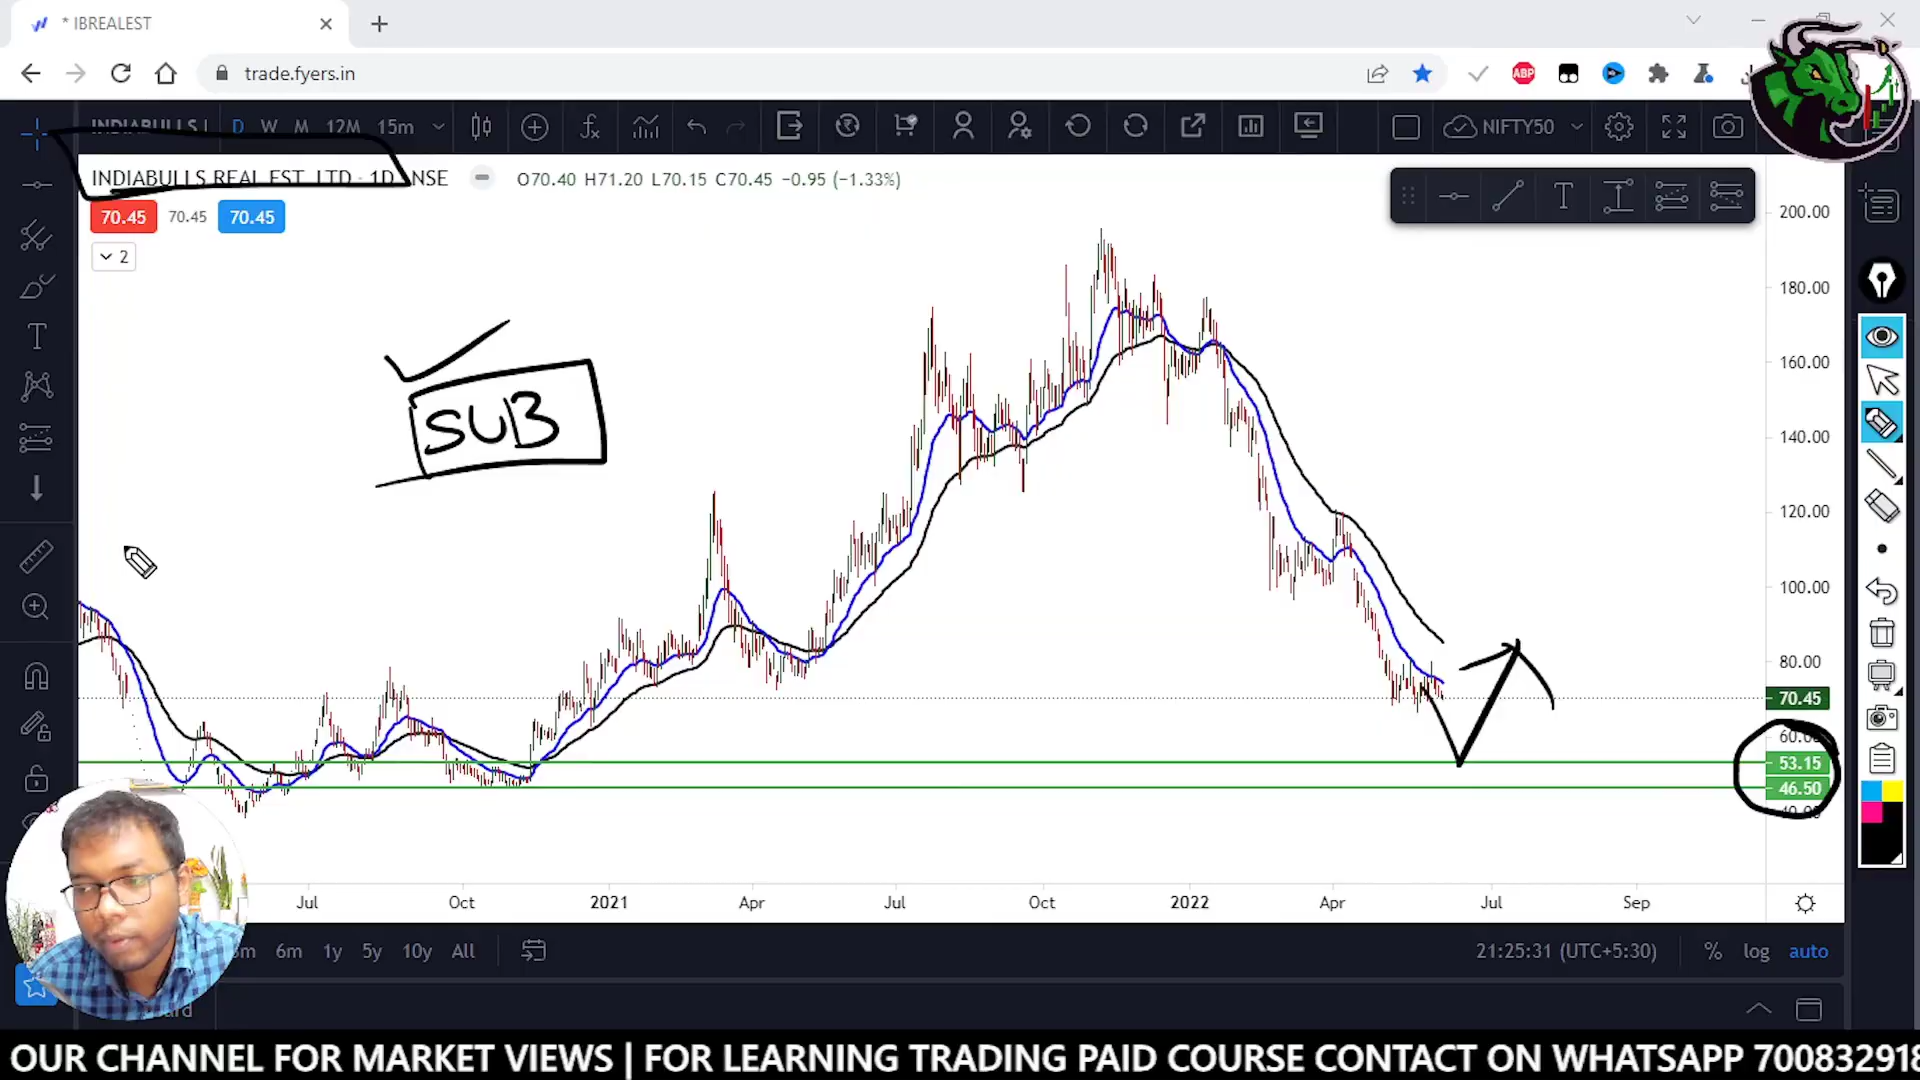 * IBREALEST
trade.fyers.in
ABP
INDIABULLS I D W M 12M 15m
NIFTY50
INDIABULLS REAL EST. LTD · 1D NSE O70.40 H71.20 L70.15 C70.45 −0.95 (−1.33%)
70.45 70.45 70.45
2
T
T
SUB
200.00
180.00
160.00
140.00
120.00
100.00
80.00
70.45
53.15
46.50
Jul Oct 2021 Apr Jul Oct 2022 Apr Jul Sep
6m 1y 5y 10y All
21:25:31 (UTC+5:30) % log auto
OUR CHANNEL FOR MARKET VIEWS | FOR LEARNING TRADING PAID COURSE CONTACT ON WHATSAPP 700832918